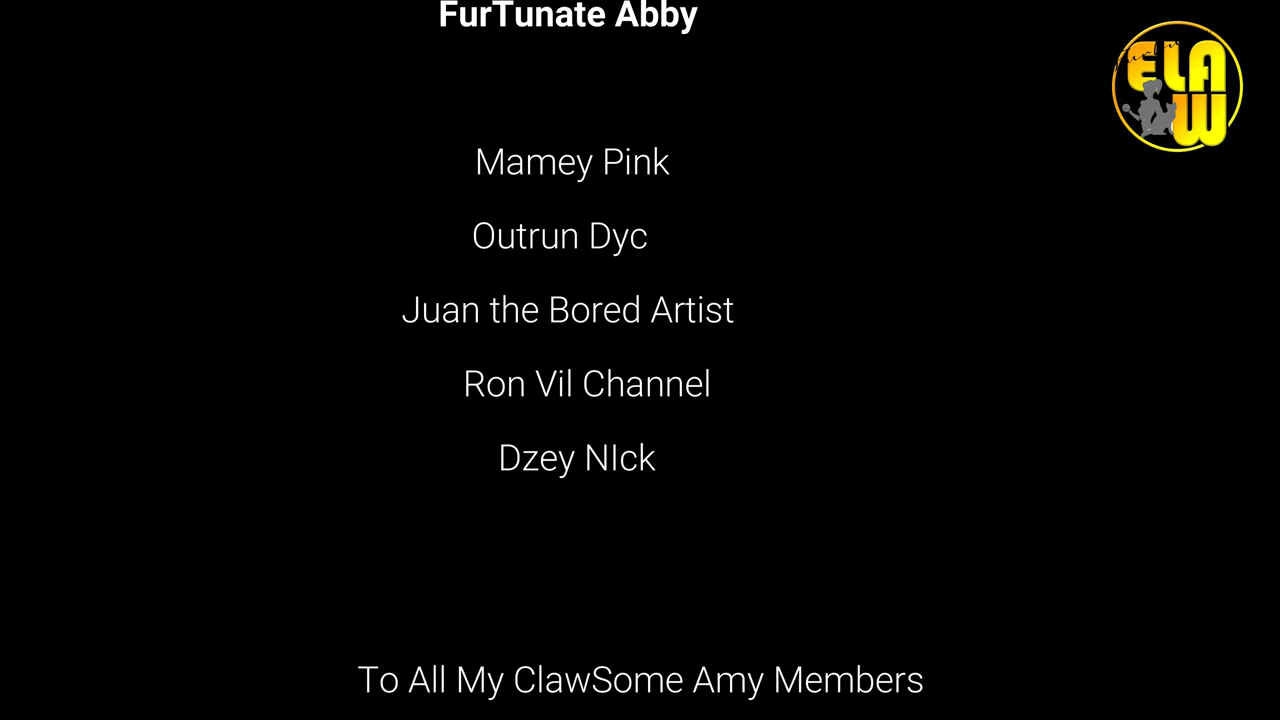 FurTunate Abby
ELA
W
Mamey Pink
Outrun Dyc
Juan the Bored Artist
Ron Vil Channel
Dzey NIck
To All My ClawSome Amy Members